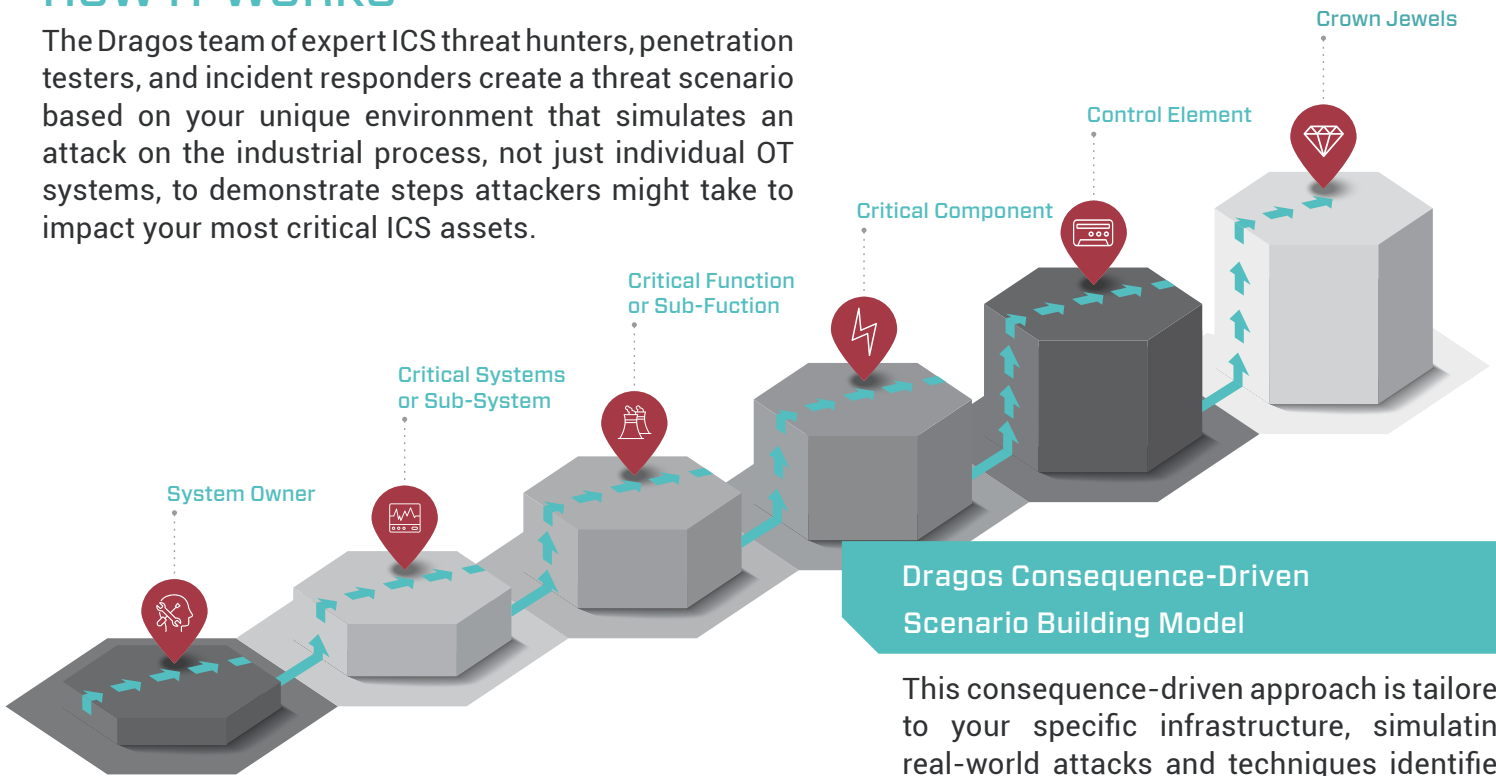 How It Works
The Dragos team of expert ICS threat hunters, penetration
testers, and incident responders create a threat scenario
based on your unique environment that simulates an
attack on the industrial process, not just individual OT
systems, to demonstrate steps attackers might take to
impact your most critical ICS assets.
System Owner
Critical Systems
or Sub-System
Critical Function
or Sub-Fuction
Critical Component
Control Element
Crown Jewels
Dragos Consequence-Driven
Scenario Building Model
This consequence-driven approach is tailore
to your specific infrastructure, simulatin
real-world attacks and techniques identifie